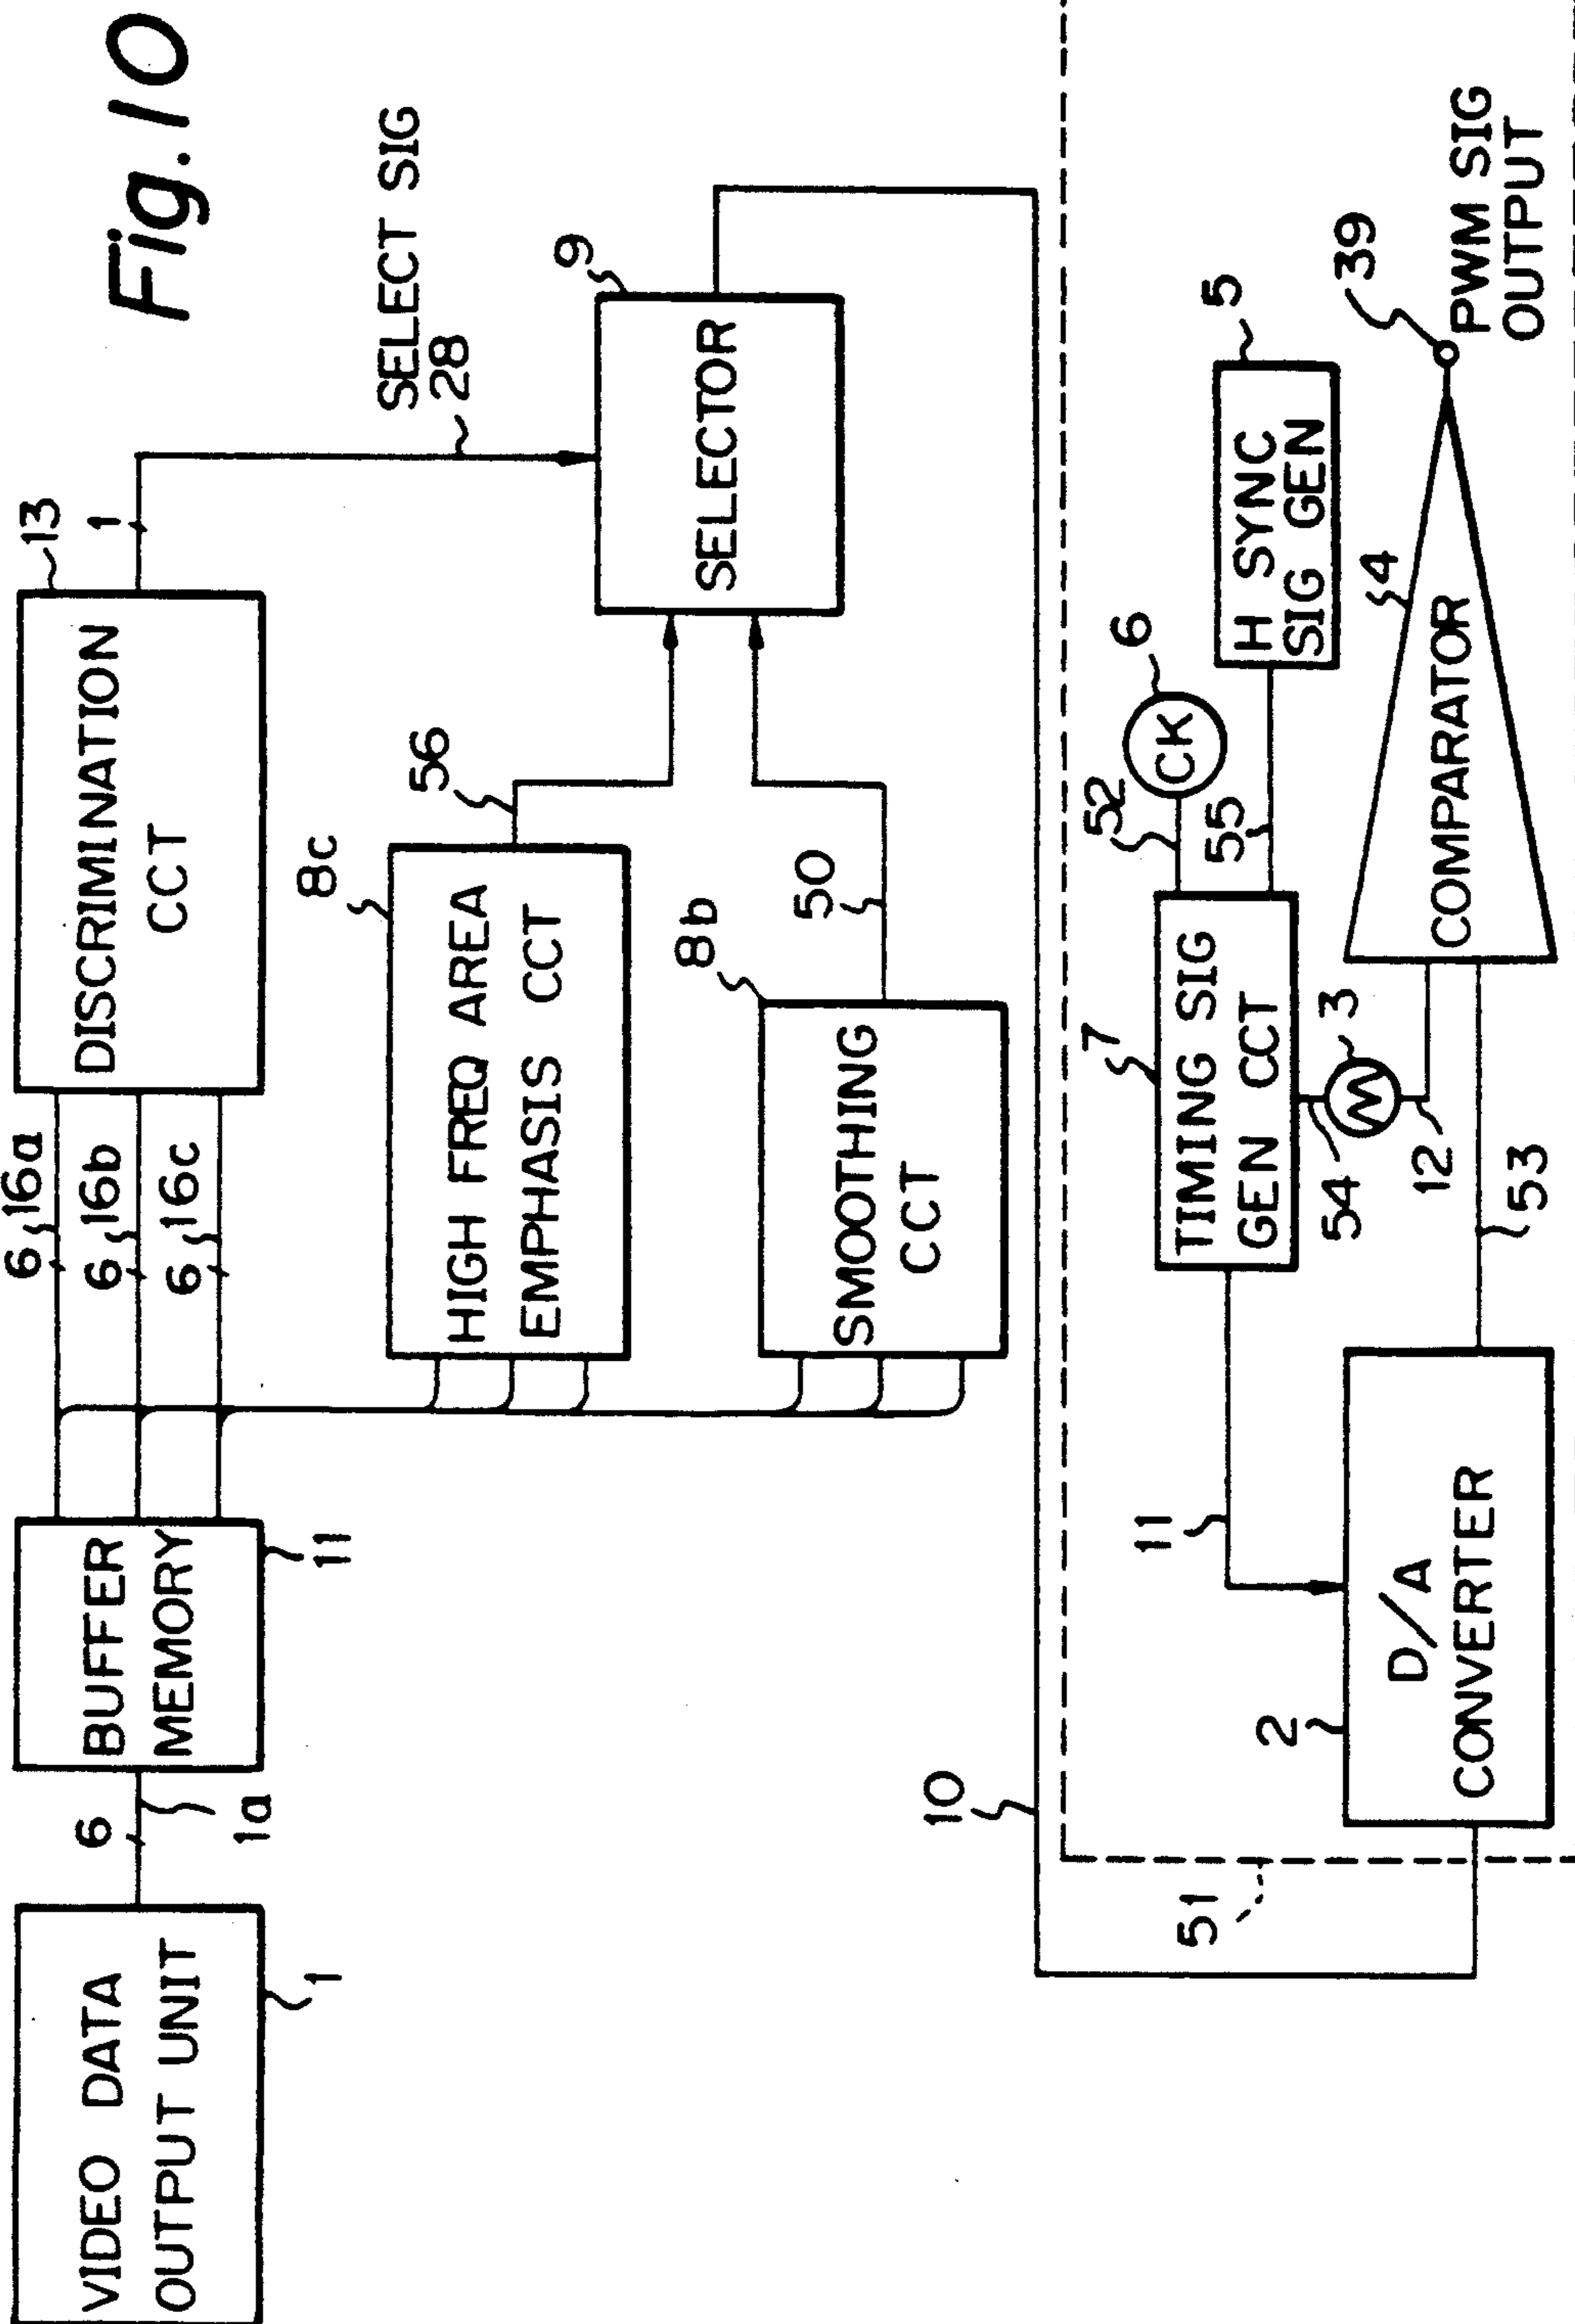 Fig. 10
VIDEO DATA
OUTPUT UNIT
1
6
1a
BUFFER
MEMORY
11
6
16a
6
16b
6
16c
DISCRIMINATION
CCT
13
1
SELECT SIG
28
HIGH FREQ AREA
EMPHASIS CCT
8c
56
SMOOTHING
CCT
8b
50
SELECTOR
9
10
51
D/A
CONVERTER
2
11
TIMING SIG
GEN CCT
7
52
CK
6
55
H SYNC
SIG GEN
5
54
3
12
53
COMPARATOR
4
39
PWM SIG
OUTPUT